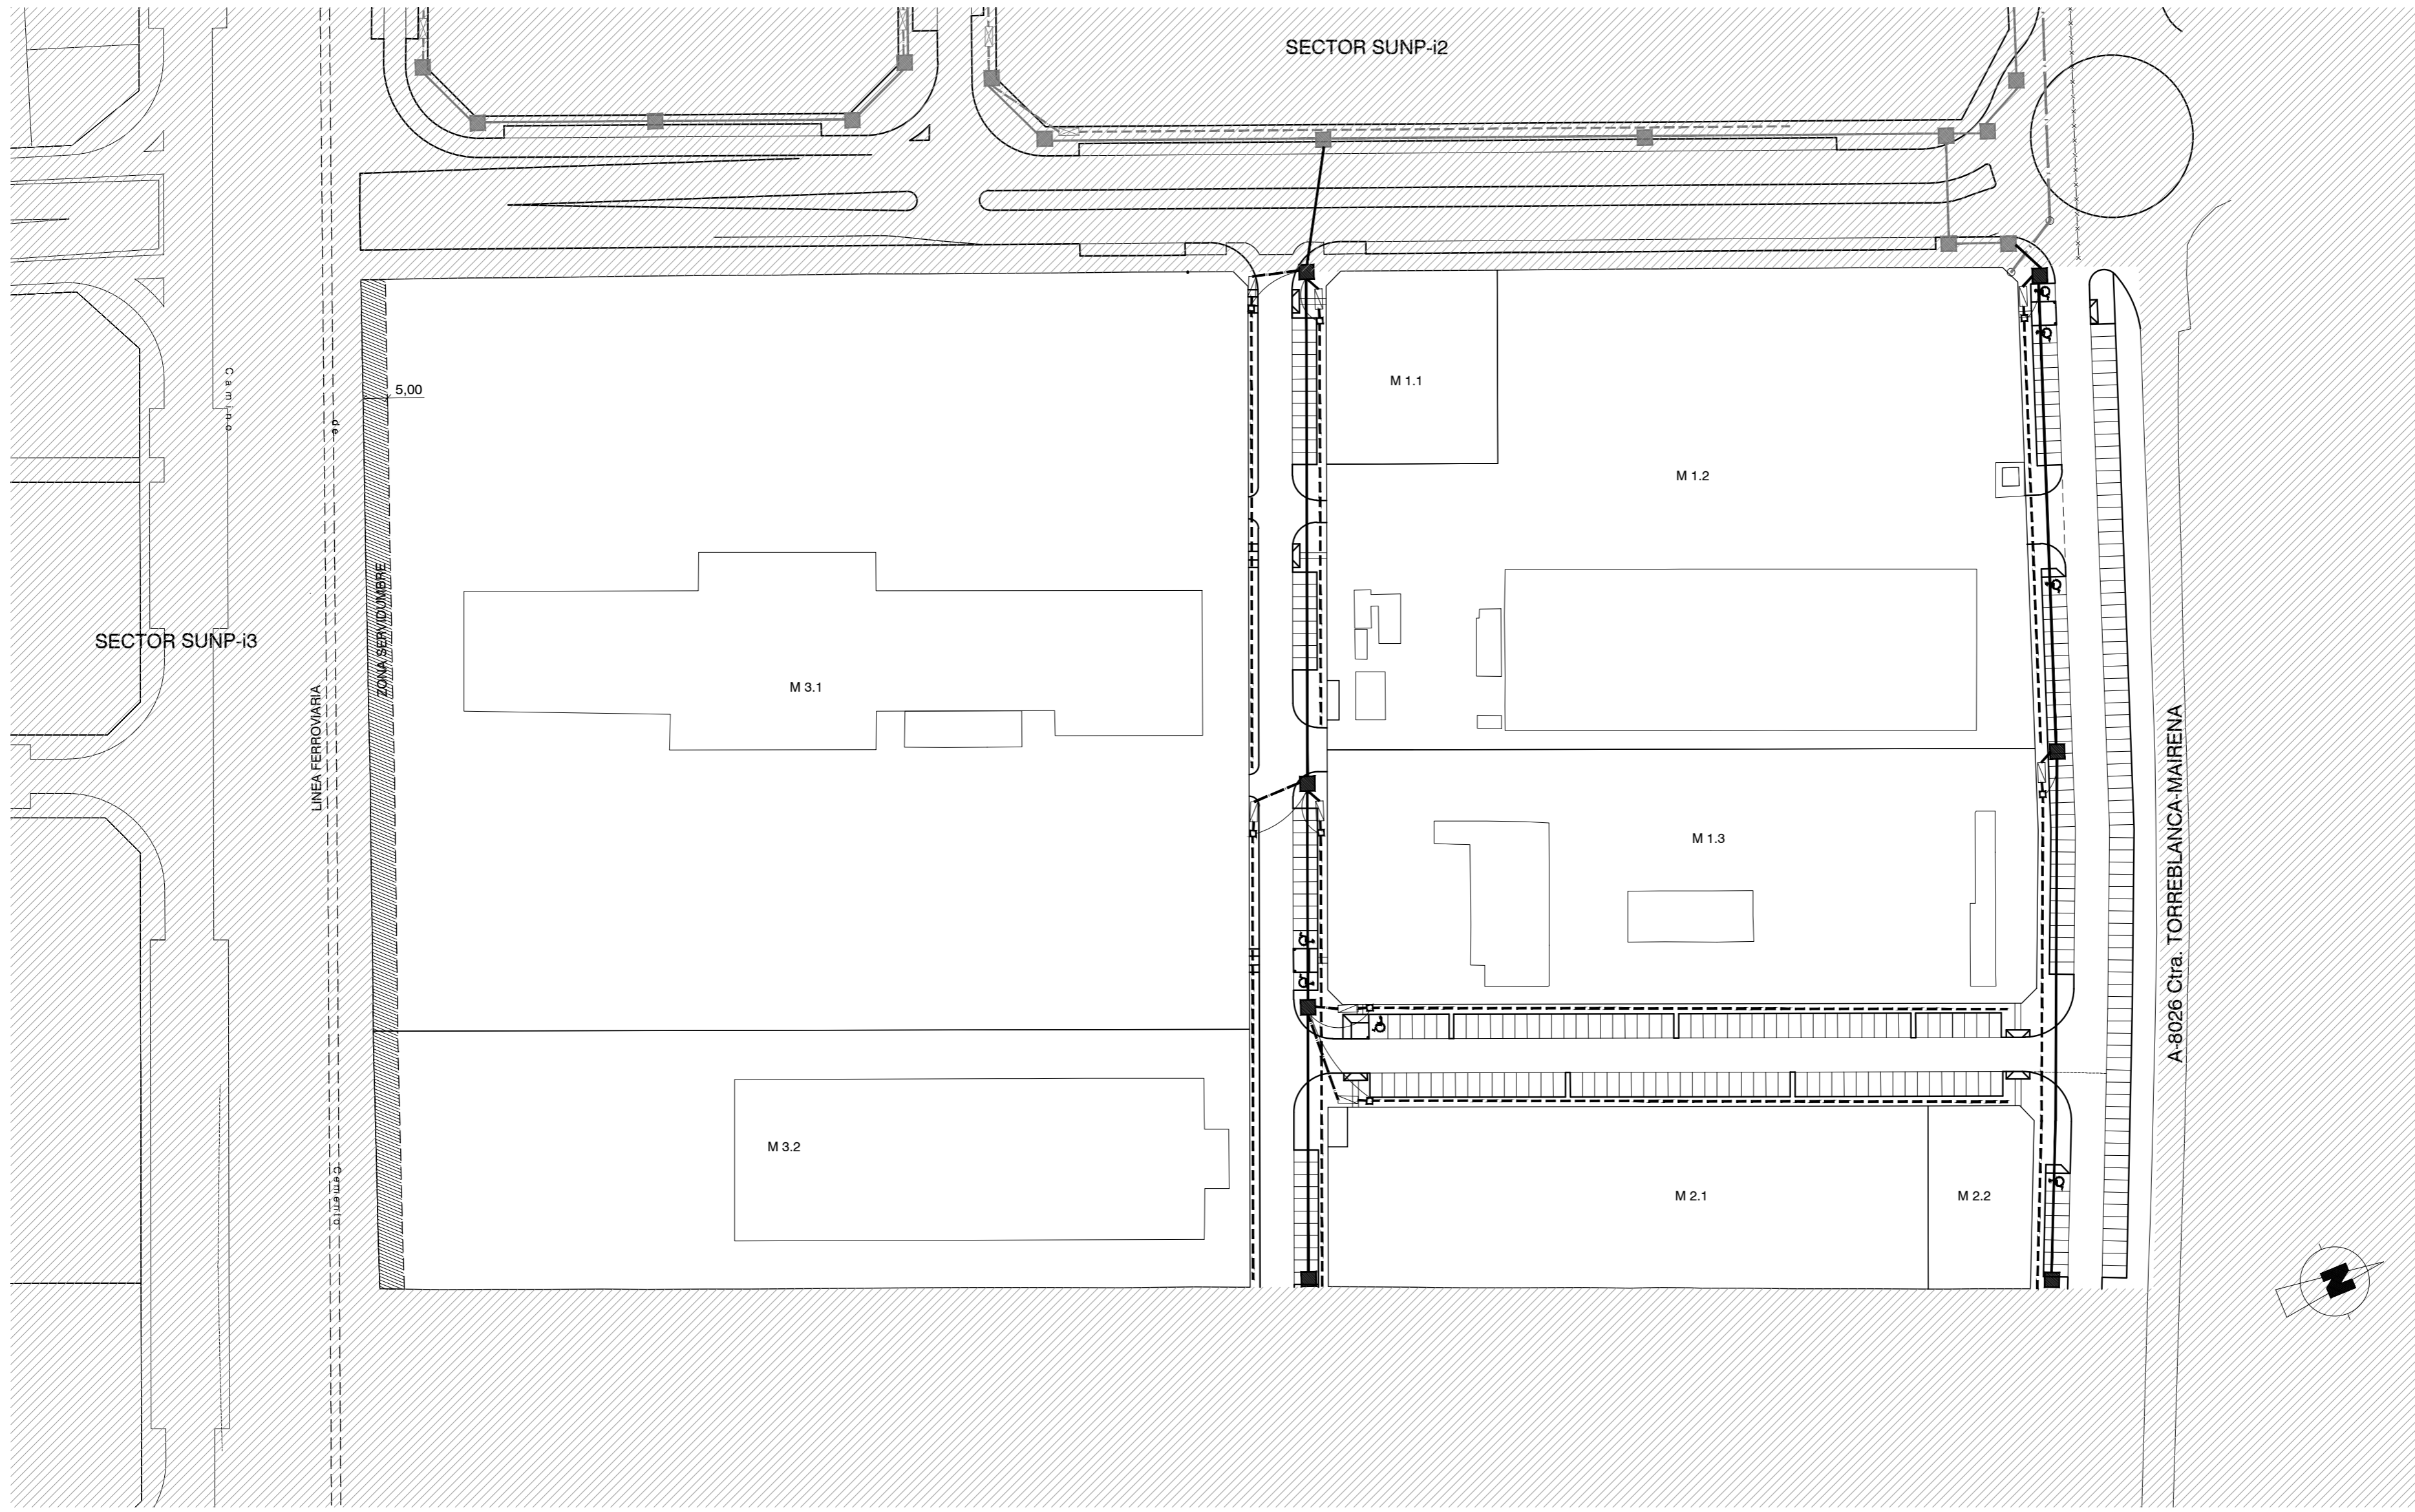 SECTOR SUNP-i2
Camino
5,00
de
M 1.1
M 1.2
ZONA SERVIDUMBRE
SECTOR SUNP-i3
M 3.1
LINEA FERROVIARIA
A-8026 Ctra. TORREBLANCA-MAIRENA
M 1.3
M 3.2
M 2.1
M 2.2
N